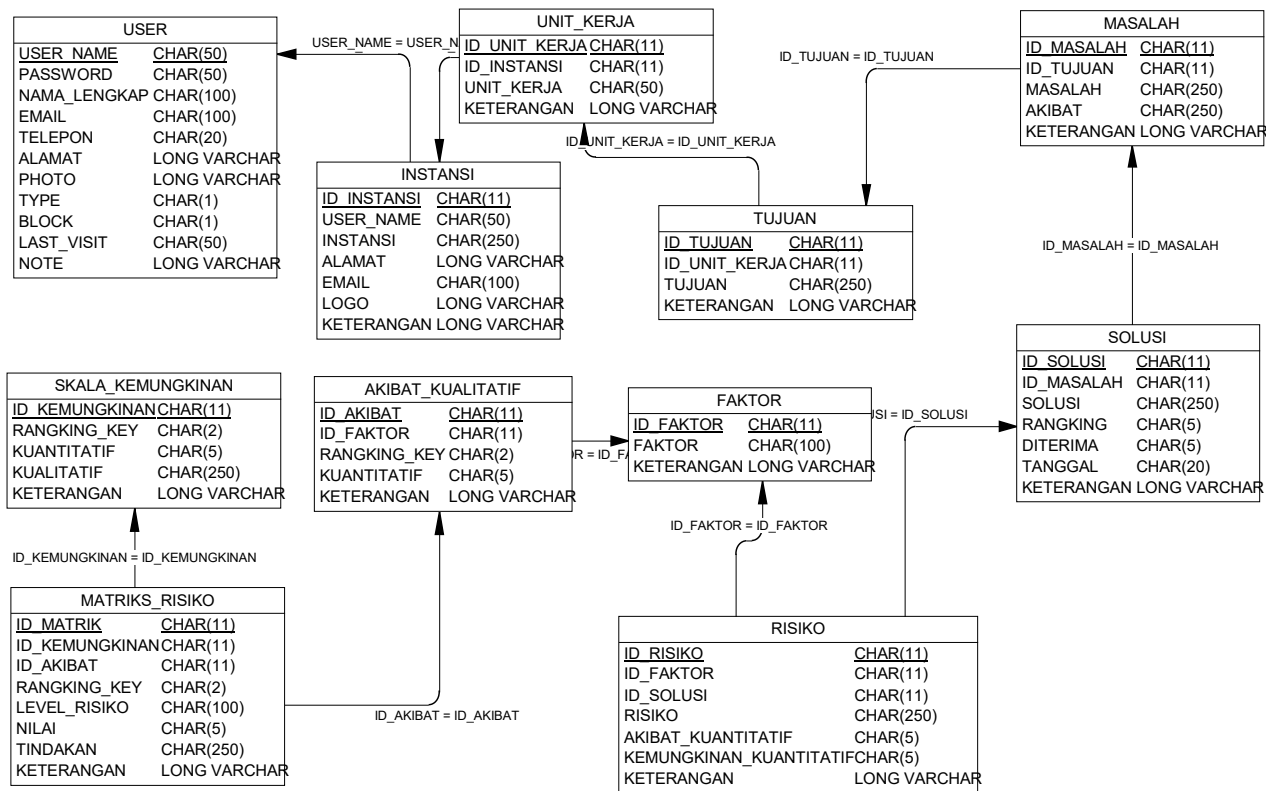 USER
USER_NAME CHAR(50)
PASSWORD CHAR(50)
NAMA_LENGKAP CHAR(100)
EMAIL CHAR(100)
TELEPON CHAR(20)
ALAMAT LONG VARCHAR
PHOTO LONG VARCHAR
TYPE CHAR(1)
BLOCK CHAR(1)
LAST_VISIT CHAR(50)
NOTE LONG VARCHAR
USER_NAME = USER_N
UNIT_KERJA
ID_UNIT_KERJA CHAR(11)
ID_INSTANSI CHAR(11)
UNIT_KERJA CHAR(50)
KETERANGAN LONG VARCHAR
ID_UNIT_KERJA = ID_UNIT_KERJA
INSTANSI
ID_INSTANSI CHAR(11)
USER_NAME CHAR(50)
INSTANSI CHAR(250)
ALAMAT LONG VARCHAR
EMAIL CHAR(100)
LOGO LONG VARCHAR
KETERANGAN LONG VARCHAR
TUJUAN
ID_TUJUAN CHAR(11)
ID_UNIT_KERJA CHAR(11)
TUJUAN CHAR(250)
KETERANGAN LONG VARCHAR
ID_TUJUAN = ID_TUJUAN
MASALAH
ID_MASALAH CHAR(11)
ID_TUJUAN CHAR(11)
MASALAH CHAR(250)
AKIBAT CHAR(250)
KETERANGAN LONG VARCHAR
ID_MASALAH = ID_MASALAH
SOLUSI
ID_SOLUSI CHAR(11)
ID_MASALAH CHAR(11)
SOLUSI CHAR(250)
RANGKING CHAR(5)
DITERIMA CHAR(5)
TANGGAL CHAR(20)
KETERANGAN LONG VARCHAR
SKALA_KEMUNGKINAN
ID_KEMUNGKINAN CHAR(11)
RANGKING_KEY CHAR(2)
KUANTITATIF CHAR(5)
KUALITATIF CHAR(250)
KETERANGAN LONG VARCHAR
AKIBAT_KUALITATIF
ID_AKIBAT CHAR(11)
ID_FAKTOR CHAR(11)
RANGKING_KEY CHAR(2)
KUANTITATIF CHAR(5)
KETERANGAN LONG VARCHAR
OR = ID_FA
FAKTOR
ID_FAKTOR CHAR(11)
FAKTOR CHAR(100)
KETERANGAN LONG VARCHAR
USI = ID_SOLUSI
ID_FAKTOR = ID_FAKTOR
ID_KEMUNGKINAN = ID_KEMUNGKINAN
MATRIKS_RISIKO
ID_MATRIK CHAR(11)
ID_KEMUNGKINAN CHAR(11)
ID_AKIBAT CHAR(11)
RANGKING_KEY CHAR(2)
LEVEL_RISIKO CHAR(100)
NILAI CHAR(5)
TINDAKAN CHAR(250)
KETERANGAN LONG VARCHAR
ID_AKIBAT = ID_AKIBAT
RISIKO
ID_RISIKO CHAR(11)
ID_FAKTOR CHAR(11)
ID_SOLUSI CHAR(11)
RISIKO CHAR(250)
AKIBAT_KUANTITATIF CHAR(5)
KEMUNGKINAN_KUANTITATIF CHAR(5)
KETERANGAN LONG VARCHAR